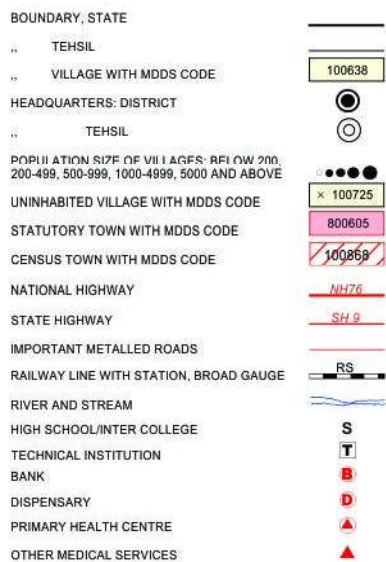 BOUNDARY, STATE
,, TEHSIL
,, VILLAGE WITH MDDS CODE 100638
HEADQUARTERS: DISTRICT
,, TEHSIL
POPULATION SIZE OF VILLAGES: BELOW 200,
200-499, 500-999, 1000-4999, 5000 AND ABOVE
UNINHABITED VILLAGE WITH MDDS CODE × 100725
STATUTORY TOWN WITH MDDS CODE 800605
CENSUS TOWN WITH MDDS CODE 100868
NATIONAL HIGHWAY NH76
STATE HIGHWAY SH 9
IMPORTANT METALLED ROADS
RAILWAY LINE WITH STATION, BROAD GAUGE RS
RIVER AND STREAM
HIGH SCHOOL/INTER COLLEGE S
TECHNICAL INSTITUTION T
BANK B
DISPENSARY D
PRIMARY HEALTH CENTRE
OTHER MEDICAL SERVICES